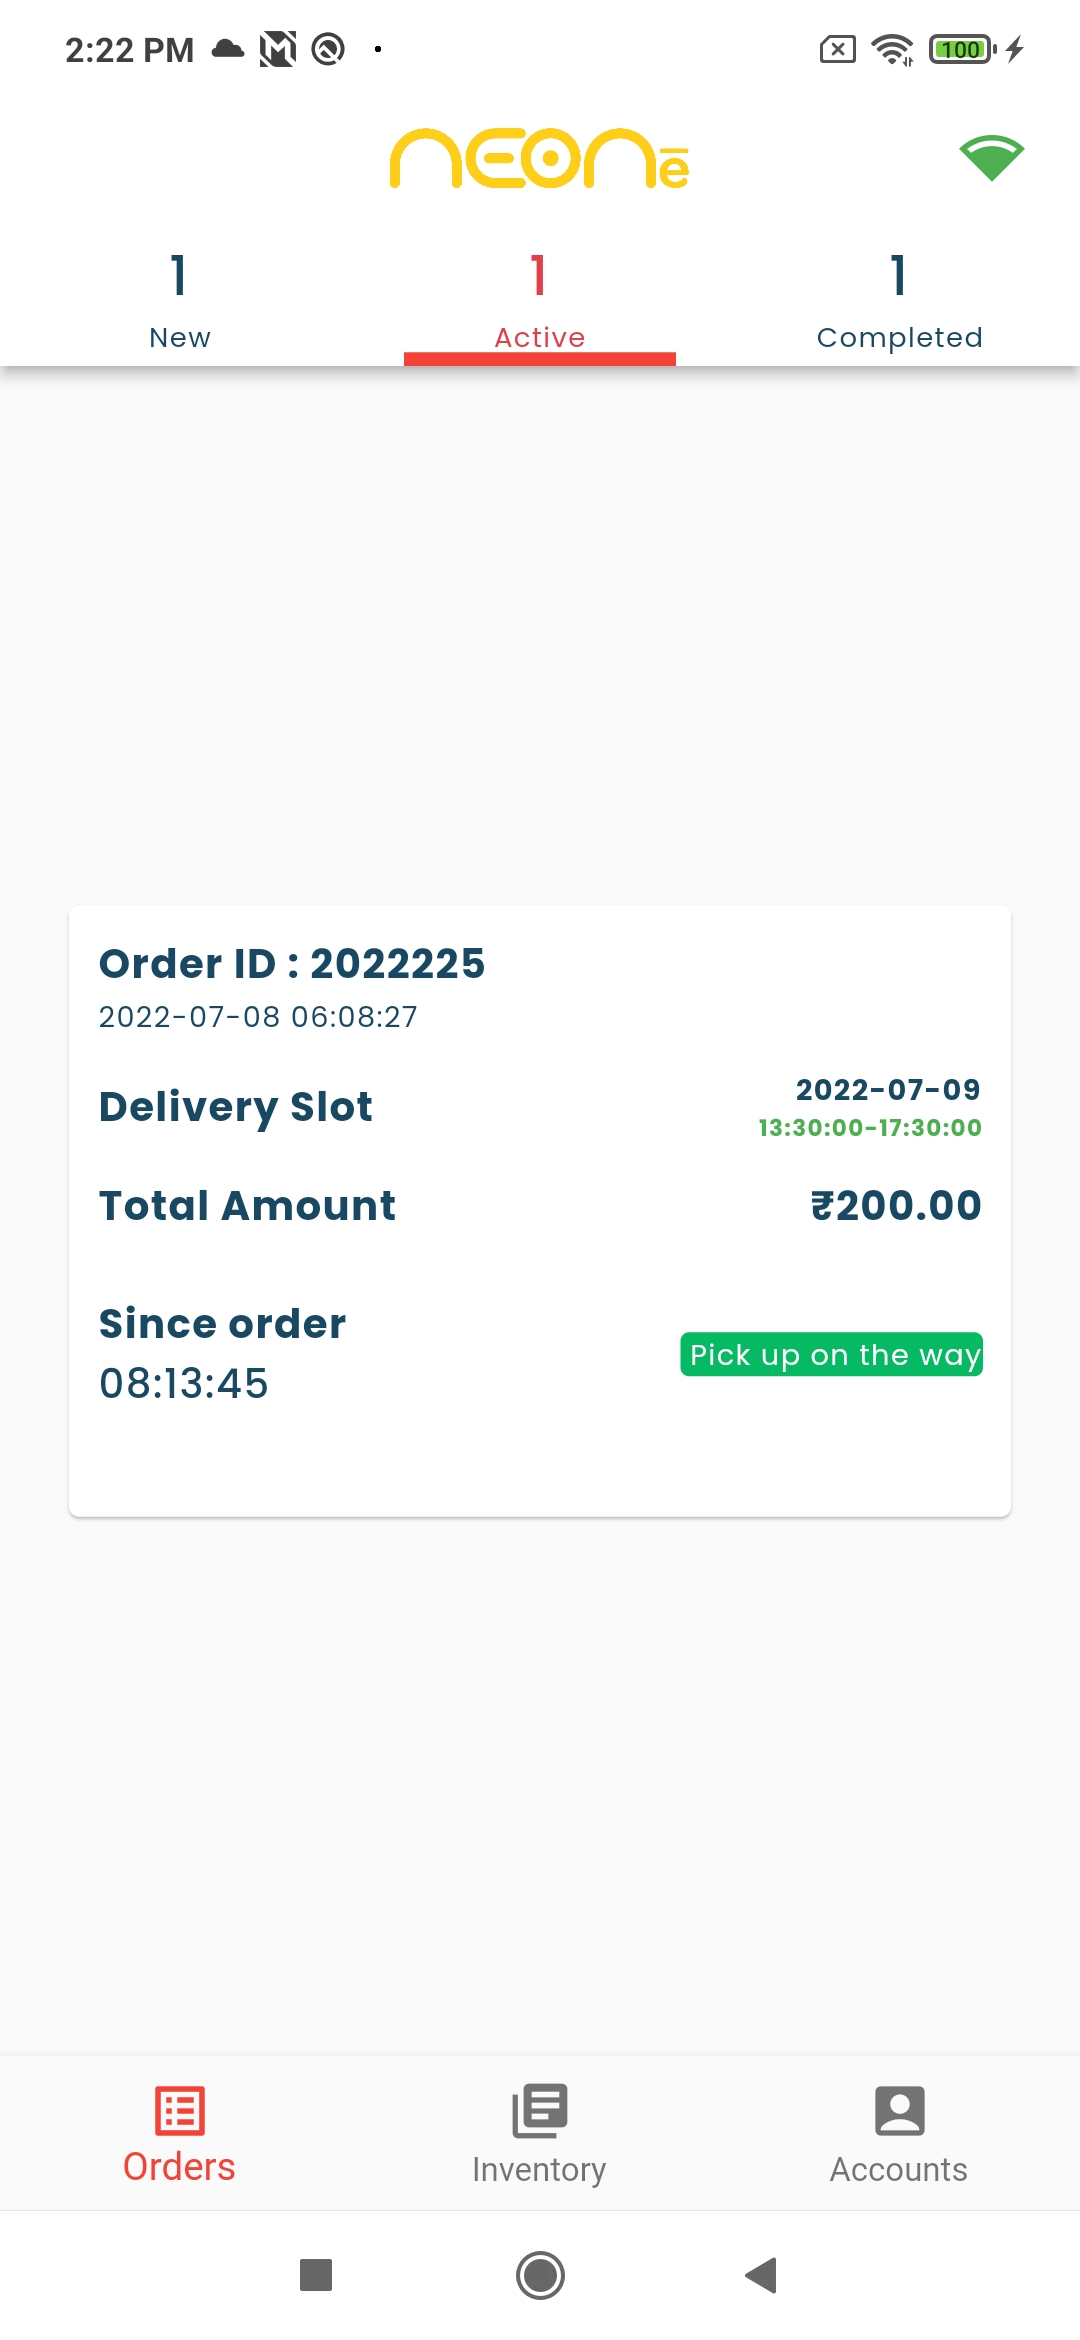 2:22 PM
100
neon ē
1
New
1
Active
1
Completed
Order ID : 2022225
2022-07-08 06:08:27
Delivery Slot
2022-07-09
13:30:00-17:30:00
Total Amount
₹200.00
Since order
08:13:45
Pick up on the way
Orders
Inventory
Accounts